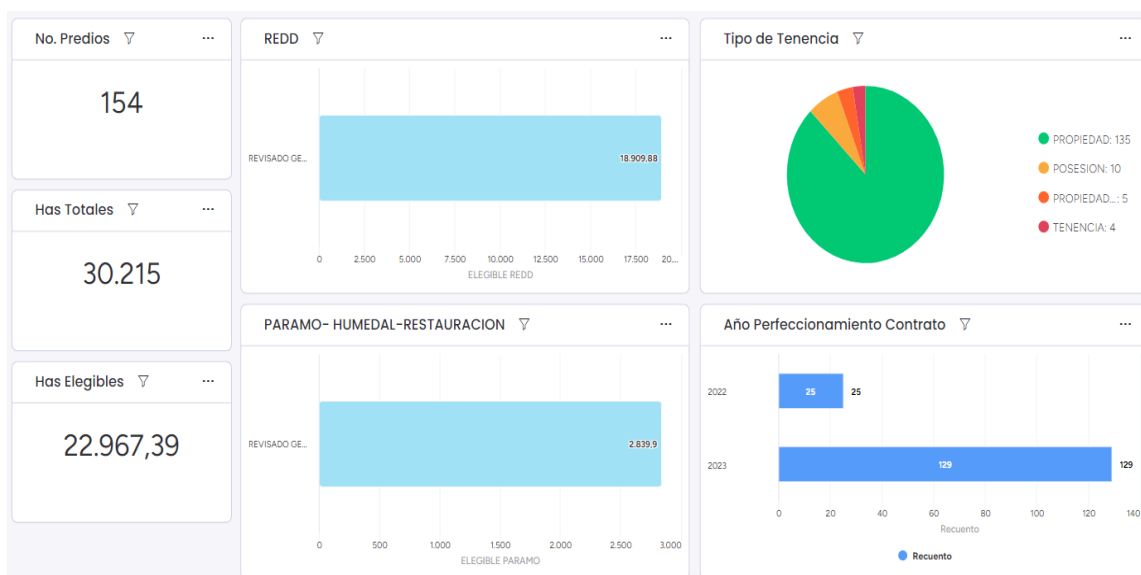 No. Predios
154
Has Totales
30.215
Has Elegibles
22.967,39
REDD
REVISADO GE...
18.909,88
0 2.500 5.000 7.500 10.000 12.500 15.000 17.500 20...
ELEGIBLE REDD
PARAMO- HUMEDAL-RESTAURACION
REVISADO GE...
2.839,9
0 500 1.000 1.500 2.000 2.500 3.000
ELEGIBLE PARAMO
Tipo de Tenencia
PROPIEDAD: 135
POSESION: 10
PROPIEDAD...: 5
TENENCIA: 4
Año Perfeccionamiento Contrato
2022 25 25
2023 129 129
0 20 40 60 80 100 120 140
Recuento
Recuento